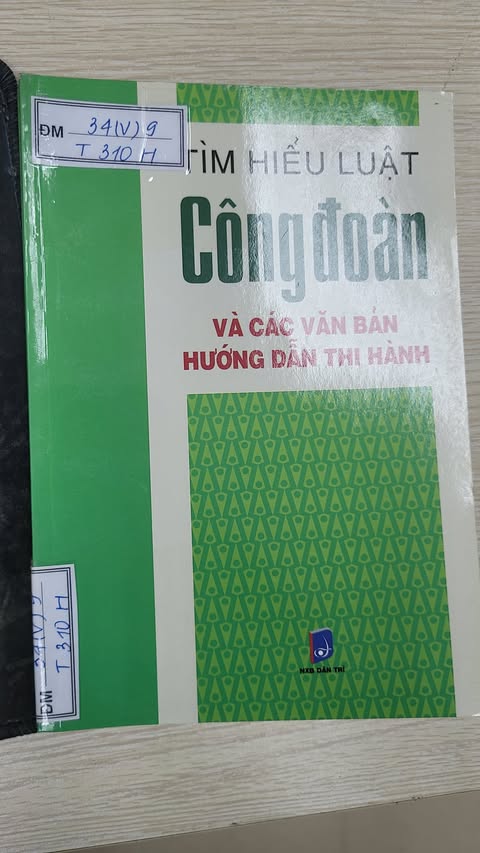 ĐM 34(V)9
T 310 H
TÌM HIỂU LUẬT
Công đoàn
VÀ CÁC VĂN BẢN
HƯỚNG DẪN THI HÀNH
NXB DÂN TRÍ
ĐM 34(V)9
T 310 H